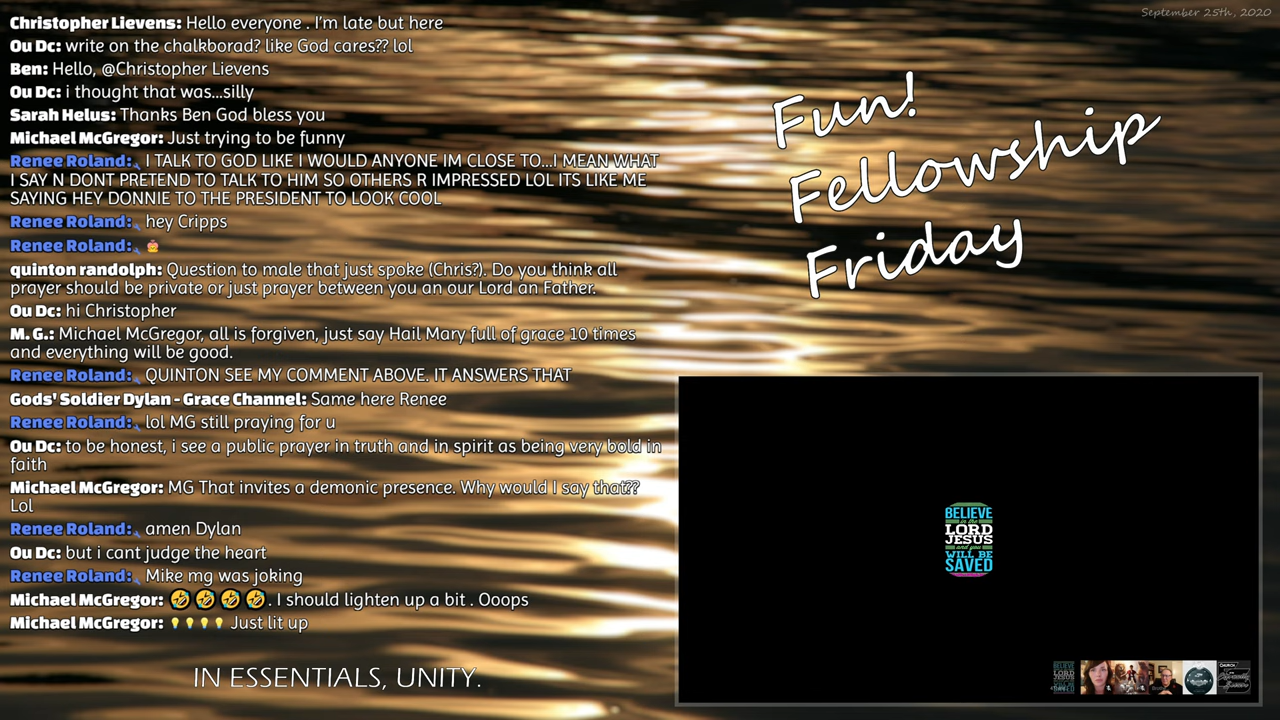 Christopher Lievens: Hello everyone . I'm late but here
Ou Dc: write on the chalkborad? like God cares?? lol
Ben: Hello, @Christopher Lievens
Ou Dc: i thought that was...silly
Sarah Helus: Thanks Ben God bless you
Michael McGregor: Just trying to be funny
Renee Roland: I TALK TO GOD LIKE I WOULD ANYONE IM CLOSE TO...I MEAN WHAT
I SAY N DONT PRETEND TO TALK TO HIM SO OTHERS R IMPRESSED LOL ITS LIKE ME
SAYING HEY DONNIE TO THE PRESIDENT TO LOOK COOL
Renee Roland: hey Cripps
Renee Roland:
quinton randolph: Question to male that just spoke (Chris?). Do you think all
prayer should be private or just prayer between you an our Lord an Father.
Ou Dc: hi Christopher
M. G.: Michael McGregor, all is forgiven, just say Hail Mary full of grace 10 times
and everything will be good.
Renee Roland: QUINTON SEE MY COMMENT ABOVE. IT ANSWERS THAT
Gods' Soldier Dylan - Grace Channel: Same here Renee
Renee Roland: lol MG still praying for u
Ou Dc: to be honest, i see a public prayer in truth and in spirit as being very bold in
faith
Michael McGregor: MG That invites a demonic presence. Why would I say that??
Lol
Renee Roland: amen Dylan
Ou Dc: but i cant judge the heart
Renee Roland: Mike mg was joking
Michael McGregor: 🤣🤣🤣🤣. I should lighten up a bit . Ooops
Michael McGregor: 💡💡💡💡 Just lit up
IN ESSENTIALS, UNITY.
September 25th, 2020
Fun!
Fellowship
Friday
BELIEVE
in the
LORD
JESUS
and you
WILL BE
SAVED